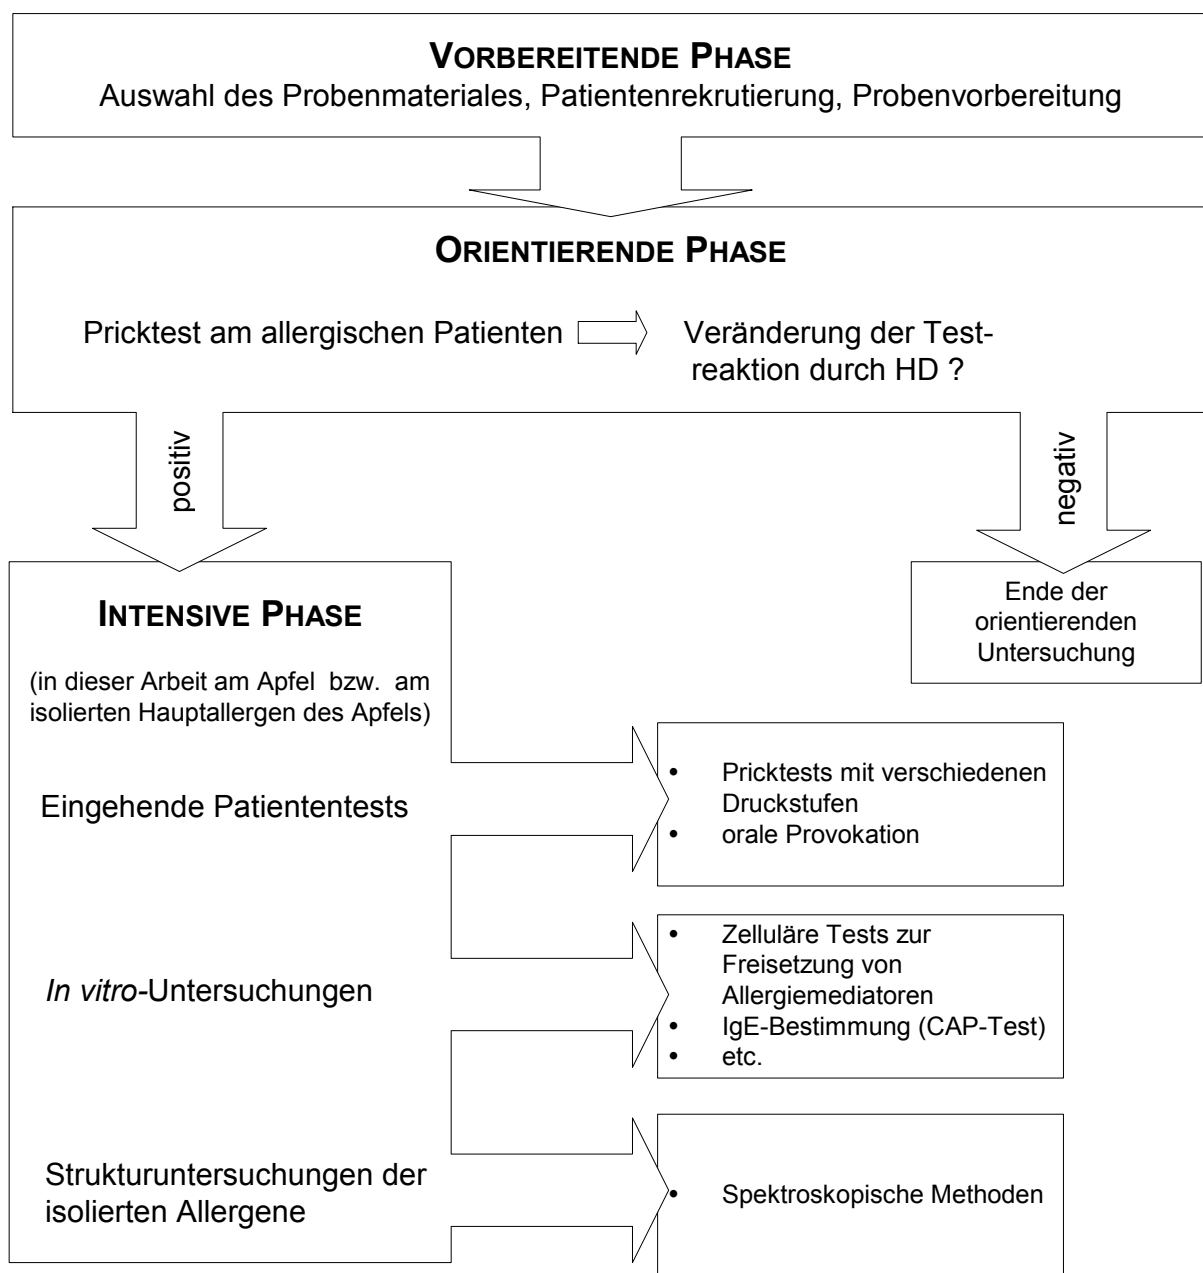 VORBEREITENDE PHASE
Auswahl des Probenmateriales, Patientenrekrutierung, Probenvorbereitung
ORIENTIERENDE PHASE
Pricktest am allergischen Patienten
Veränderung der Test-
reaktion durch HD ?
positiv
negativ
INTENSIVE PHASE
(in dieser Arbeit am Apfel bzw. am
isolierten Hauptallergen des Apfels)
Ende der
orientierenden
Untersuchung
Eingehende Patiententests
• Pricktests mit verschiedenen
Druckstufen
• orale Provokation
In vitro-Untersuchungen
• Zelluläre Tests zur
Freisetzung von
Allergiemediatoren
• IgE-Bestimmung (CAP-Test)
• etc.
Strukturuntersuchungen der
isolierten Allergene
• Spektroskopische Methoden